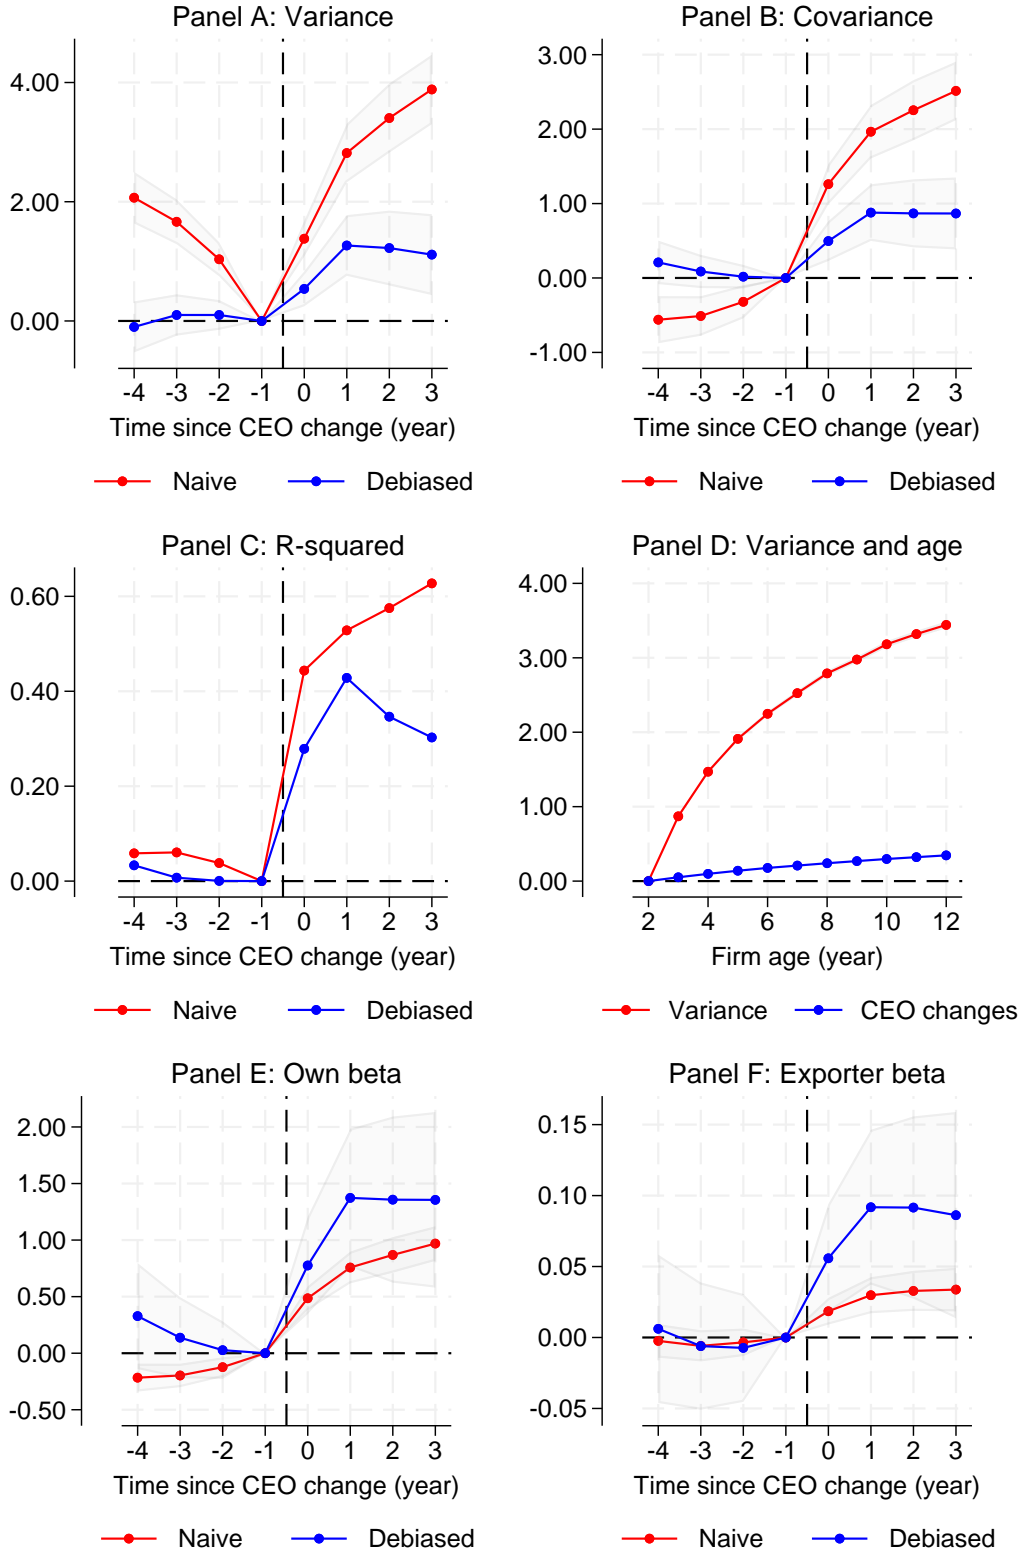 Panel A: Variance
4.00
2.00
0.00
-4 -3 -2 -1 0 1 2 3
Time since CEO change (year)
Naive Debiased
Panel B: Covariance
3.00
2.00
1.00
0.00
-1.00
-4 -3 -2 -1 0 1 2 3
Time since CEO change (year)
Naive Debiased
Panel C: R-squared
0.60
0.40
0.20
0.00
-4 -3 -2 -1 0 1 2 3
Time since CEO change (year)
Naive Debiased
Panel D: Variance and age
4.00
3.00
2.00
1.00
0.00
2 4 6 8 10 12
Firm age (year)
Variance CEO changes
Panel E: Own beta
2.00
1.50
1.00
0.50
0.00
-0.50
-4 -3 -2 -1 0 1 2 3
Time since CEO change (year)
Naive Debiased
Panel F: Exporter beta
0.15
0.10
0.05
0.00
-0.05
-4 -3 -2 -1 0 1 2 3
Time since CEO change (year)
Naive Debiased